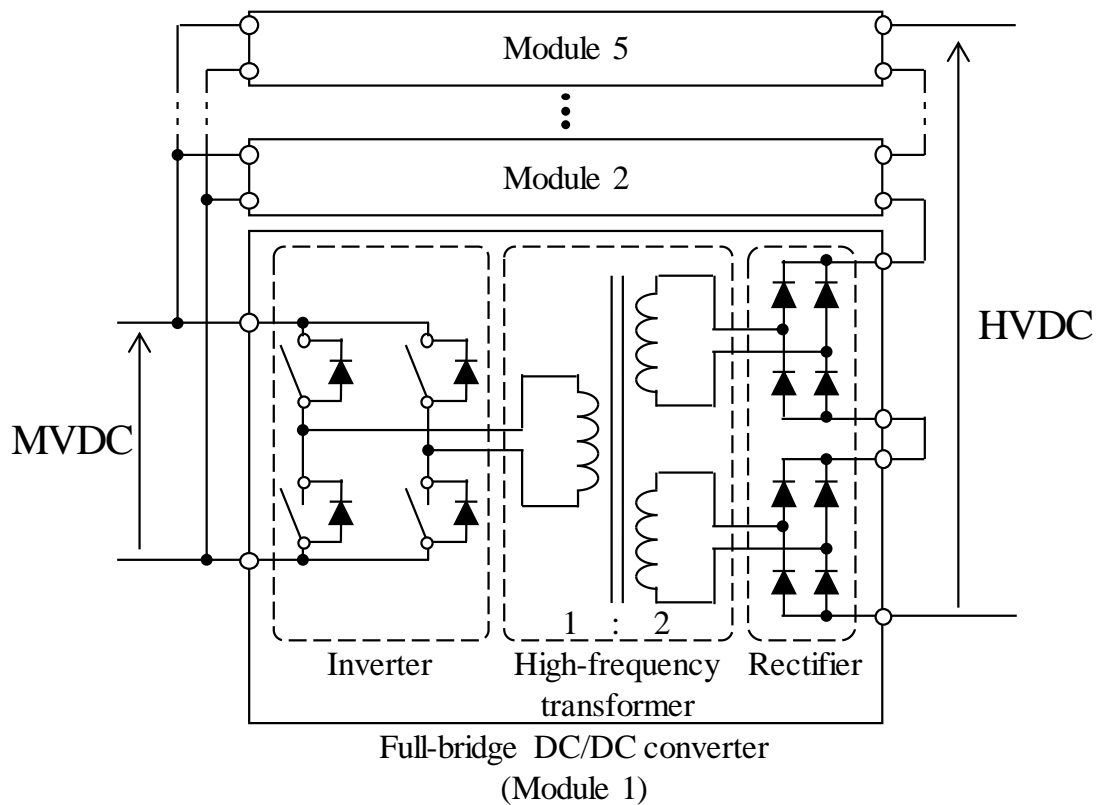 Module 5
Module 2
MVDC
HVDC
1 : 2
Inverter
High-frequency
transformer
Rectifier
Full-bridge DC/DC converter
(Module 1)